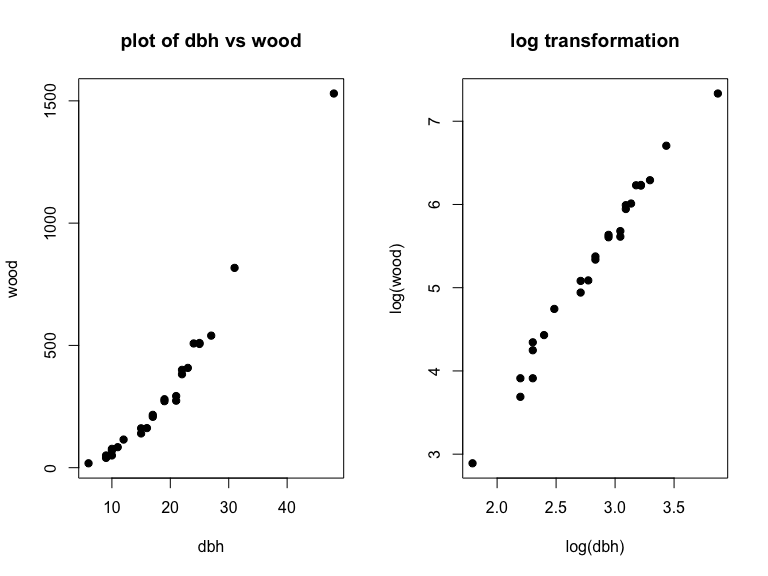 plot of dbh vs wood
wood
1500
1000
500
0
10 20 30 40
dbh
log transformation
log(wood)
7
6
5
4
3
2.0 2.5 3.0 3.5
log(dbh)